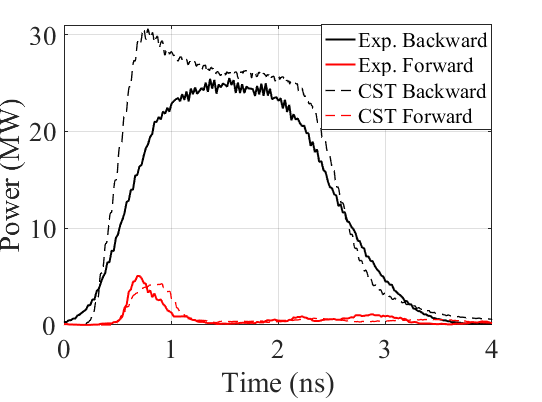 30
20
10
0
Power (MW)
Exp. Backward
Exp. Forward
CST Backward
CST Forward
0 1 2 3 4
Time (ns)